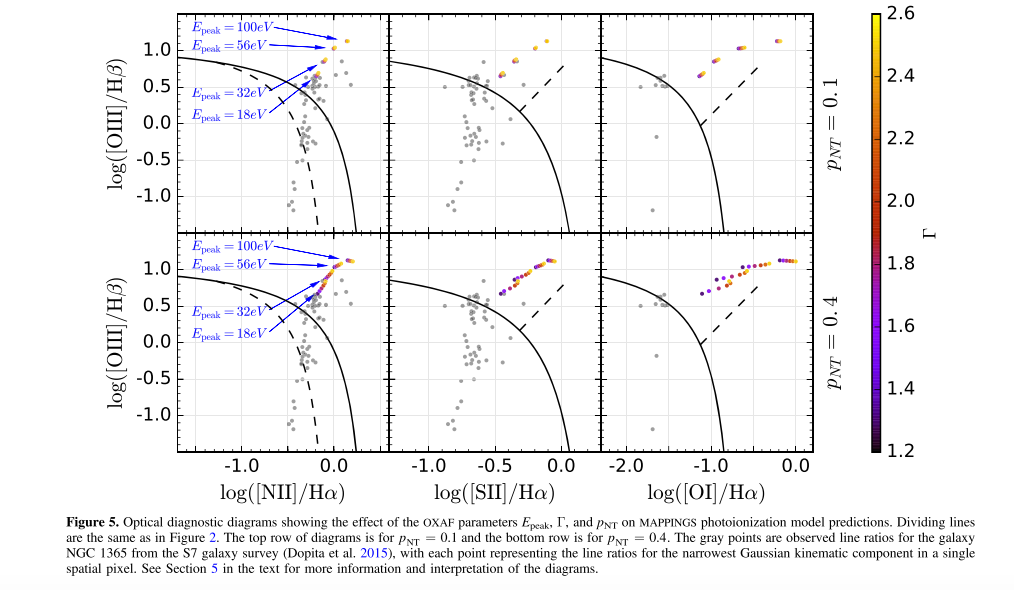 E_peak = 100eV
E_peak = 56eV
E_peak = 32eV
E_peak = 18eV
log([OIII]/Hβ)
1.0
0.5
0.0
-0.5
-1.0
p_NT = 0.1
E_peak = 100eV
E_peak = 56eV
E_peak = 32eV
E_peak = 18eV
log([OIII]/Hβ)
1.0
0.5
0.0
-0.5
-1.0
p_NT = 0.4
-1.0 0.0
-1.0 -0.5 0.0
-2.0 -1.0 0.0
log([NII]/Hα)
log([SII]/Hα)
log([OI]/Hα)
2.6
2.4
2.2
2.0
1.8
1.6
1.4
1.2
Γ
Figure 5. Optical diagnostic diagrams showing the effect of the OXAF parameters E_peak, Γ, and p_NT on MAPPINGS photoionization model predictions. Dividing lines
are the same as in Figure 2. The top row of diagrams is for p_NT = 0.1 and the bottom row is for p_NT = 0.4. The gray points are observed line ratios for the galaxy
NGC 1365 from the S7 galaxy survey (Dopita et al. 2015), with each point representing the line ratios for the narrowest Gaussian kinematic component in a single
spatial pixel. See Section 5 in the text for more information and interpretation of the diagrams.